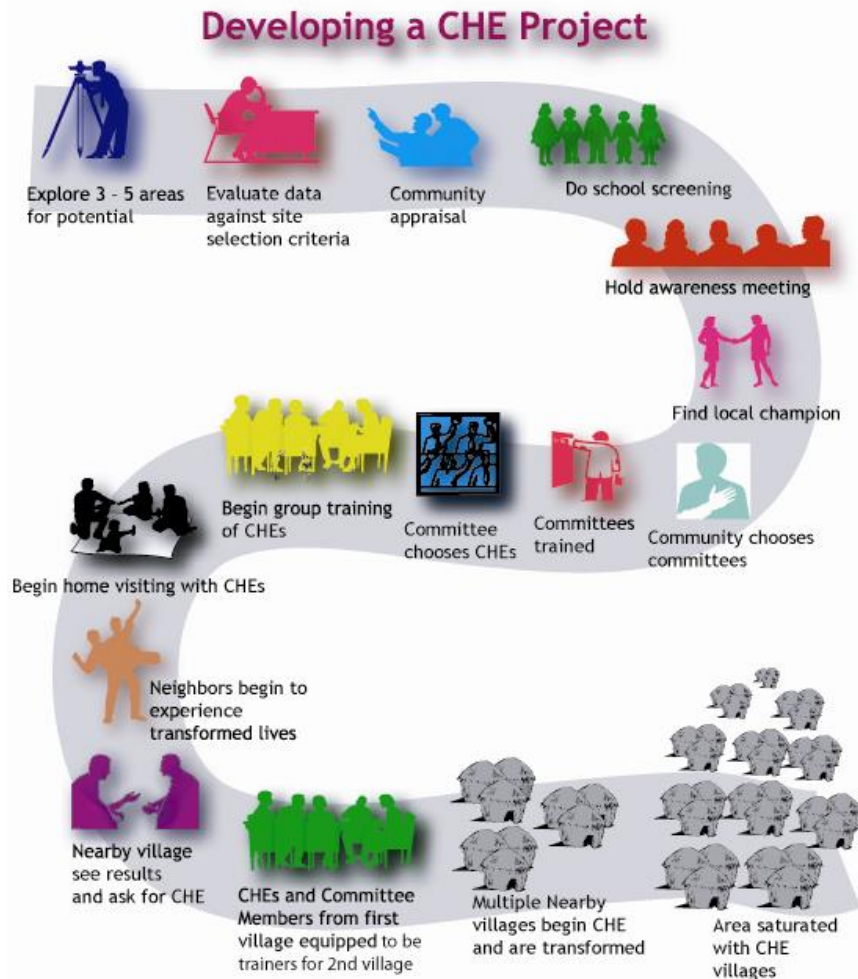 Developing a CHE Project
Explore 3 - 5 areas
for potential
Evaluate data
against site
selection criteria
Community
appraisal
Do school screening
Hold awareness meeting
Find local champion
Community chooses
committees
Committees
trained
Committee
chooses CHEs
Begin group training
of CHEs
Begin home visiting with CHEs
Neighbors begin to
experience
transformed lives
Nearby village
see results
and ask for CHE
CHEs and Committee
Members from first
village equipped to be
trainers for 2nd village
Multiple Nearby
villages begin CHE
and are transformed
Area saturated
with CHE
villages